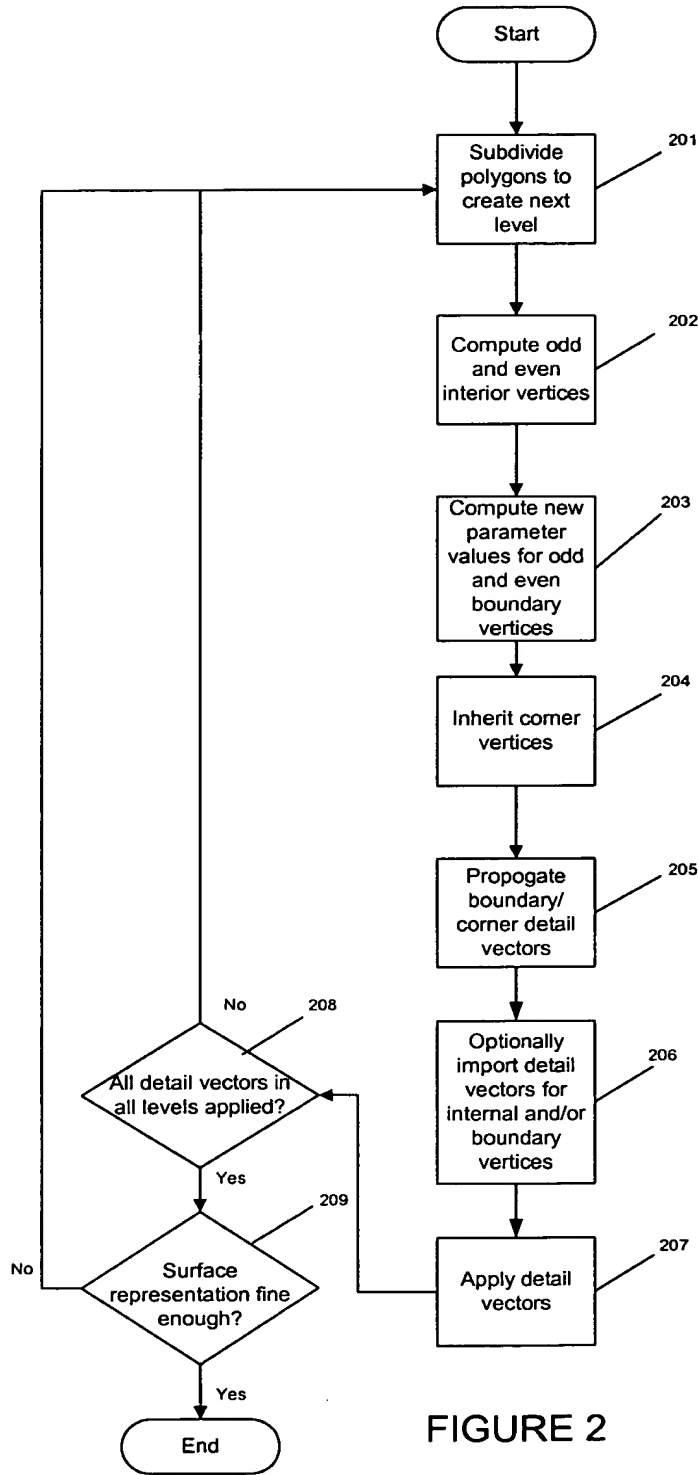 Start
201
Subdivide
polygons to
create next
level
202
Compute odd
and even
interior vertices
203
Compute new
parameter
values for odd
and even
boundary
vertices
204
Inherit corner
vertices
205
Propogate
boundary/
corner detail
vectors
206
Optionally
import detail
vectors for
internal and/or
boundary
vertices
207
Apply detail
vectors
No
208
All detail vectors in
all levels applied?
Yes
209
No
Surface
representation fine
enough?
Yes
End
FIGURE 2